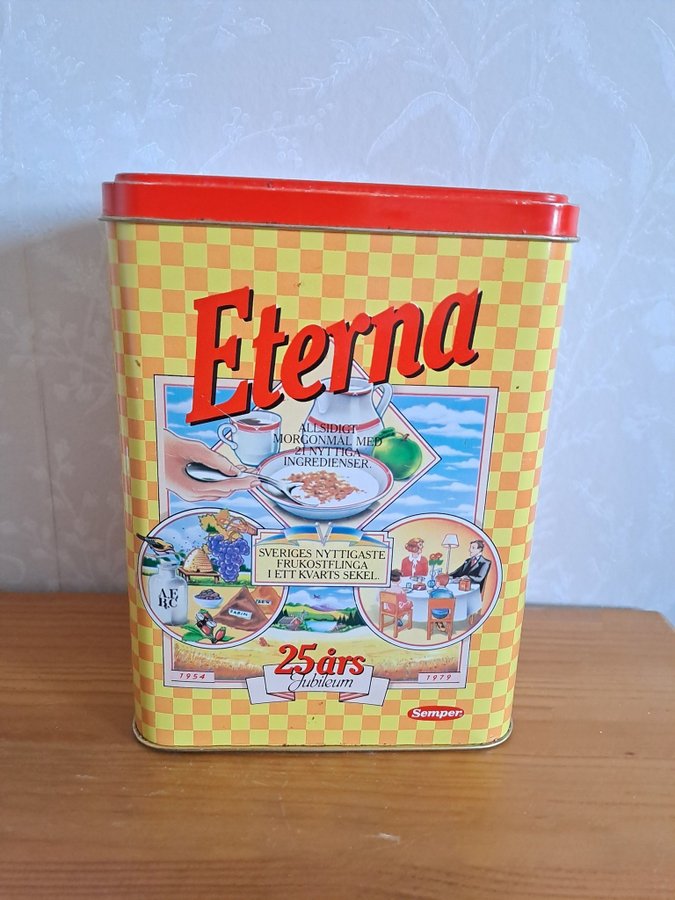 Eterna
ALLSIDIGT
MORGONMÅL MED
21 NYTTIGA
INGREDIENSER.
SVERIGES NYTTIGASTE
FRUKOSTFLINGA
I ETT KVARTS SEKEL.
A,E
B,C
25 års
Jubileum
1954
1979
Semper